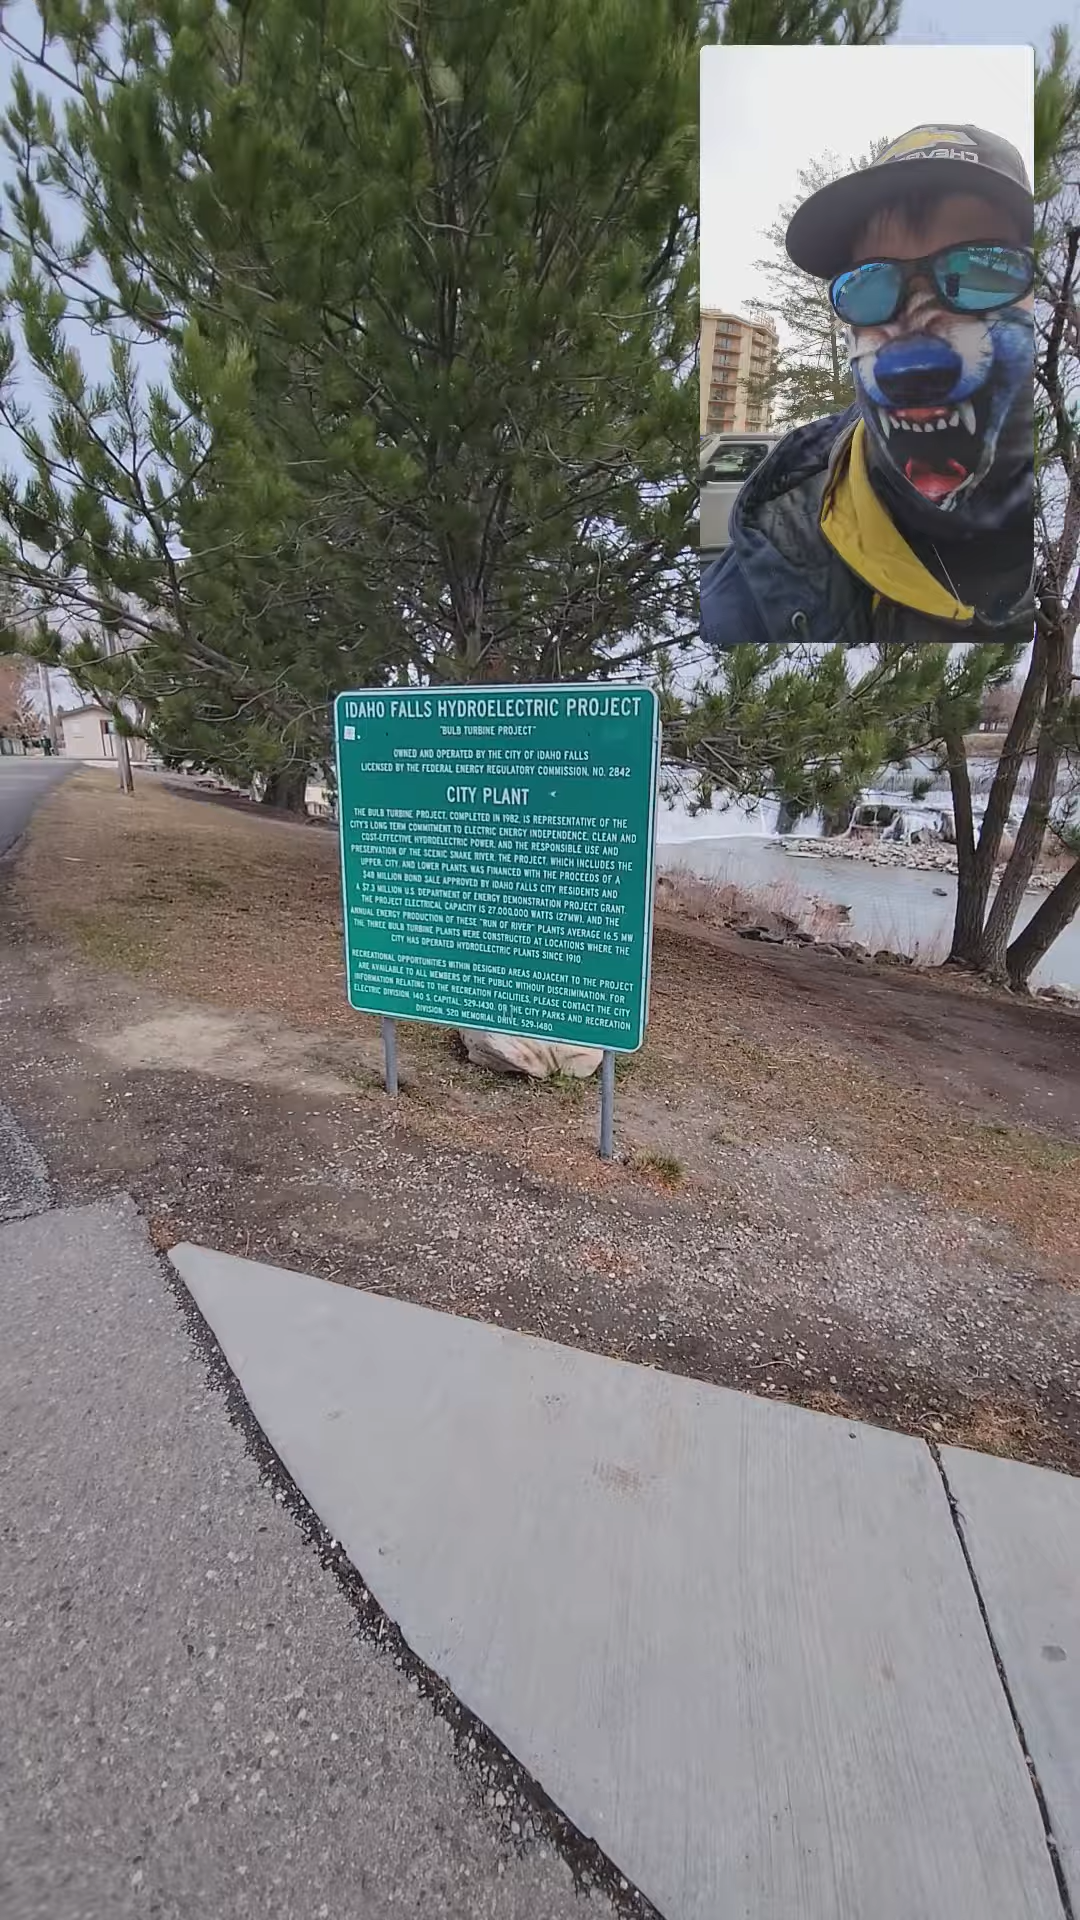 IDAHO FALLS HYDROELECTRIC PROJECT
"BULB TURBINE PROJECT"
OWNED AND OPERATED BY THE CITY OF IDAHO FALLS
LICENSED BY THE FEDERAL ENERGY REGULATORY COMMISSION, NO. 2842
CITY PLANT
THE BULB TURBINE PROJECT, COMPLETED IN 1982, IS REPRESENTATIVE OF THE
CITY'S LONG TERM COMMITMENT TO ELECTRIC ENERGY INDEPENDENCE, CLEAN AND
COST-EFFECTIVE HYDROELECTRIC POWER, AND THE RESPONSIBLE USE AND
PRESERVATION OF THE SCENIC SNAKE RIVER. THE PROJECT, WHICH INCLUDES THE
UPPER, CITY, AND LOWER PLANTS, WAS FINANCED WITH THE PROCEEDS OF A
$48 MILLION BOND SALE APPROVED BY IDAHO FALLS CITY RESIDENTS AND
A $7.3 MILLION U.S. DEPARTMENT OF ENERGY DEMONSTRATION PROJECT GRANT.
THE PROJECT ELECTRICAL CAPACITY IS 27,000,000 WATTS (27MW), AND THE
ANNUAL ENERGY PRODUCTION OF THESE "RUN OF RIVER" PLANTS AVERAGE 16.5 MW
THE THREE BULB TURBINE PLANTS WERE CONSTRUCTED AT LOCATIONS WHERE THE
CITY HAS OPERATED HYDROELECTRIC PLANTS SINCE 1910.
RECREATIONAL OPPORTUNITIES WITHIN DESIGNED AREAS ADJACENT TO THE PROJECT
ARE AVAILABLE TO ALL MEMBERS OF THE PUBLIC WITHOUT DISCRIMINATION. FOR
INFORMATION RELATING TO THE RECREATION FACILITIES, PLEASE CONTACT THE CITY
ELECTRIC DIVISION, 140 S. CAPITAL, 529-1430, OR THE CITY PARKS AND RECREATION
DIVISION, 520 MEMORIAL DRIVE, 529-1480.